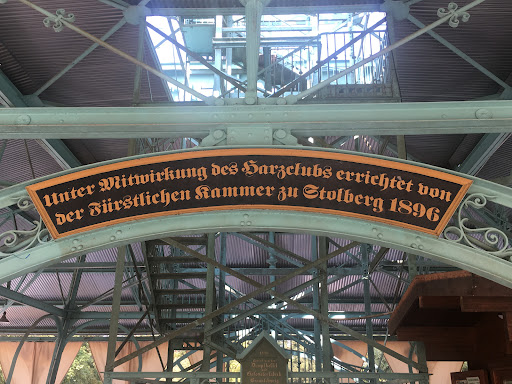 Unter Mitwirkung des Harzclubs errichtet von
der Fürstlichen Kammer zu Stolberg 1896